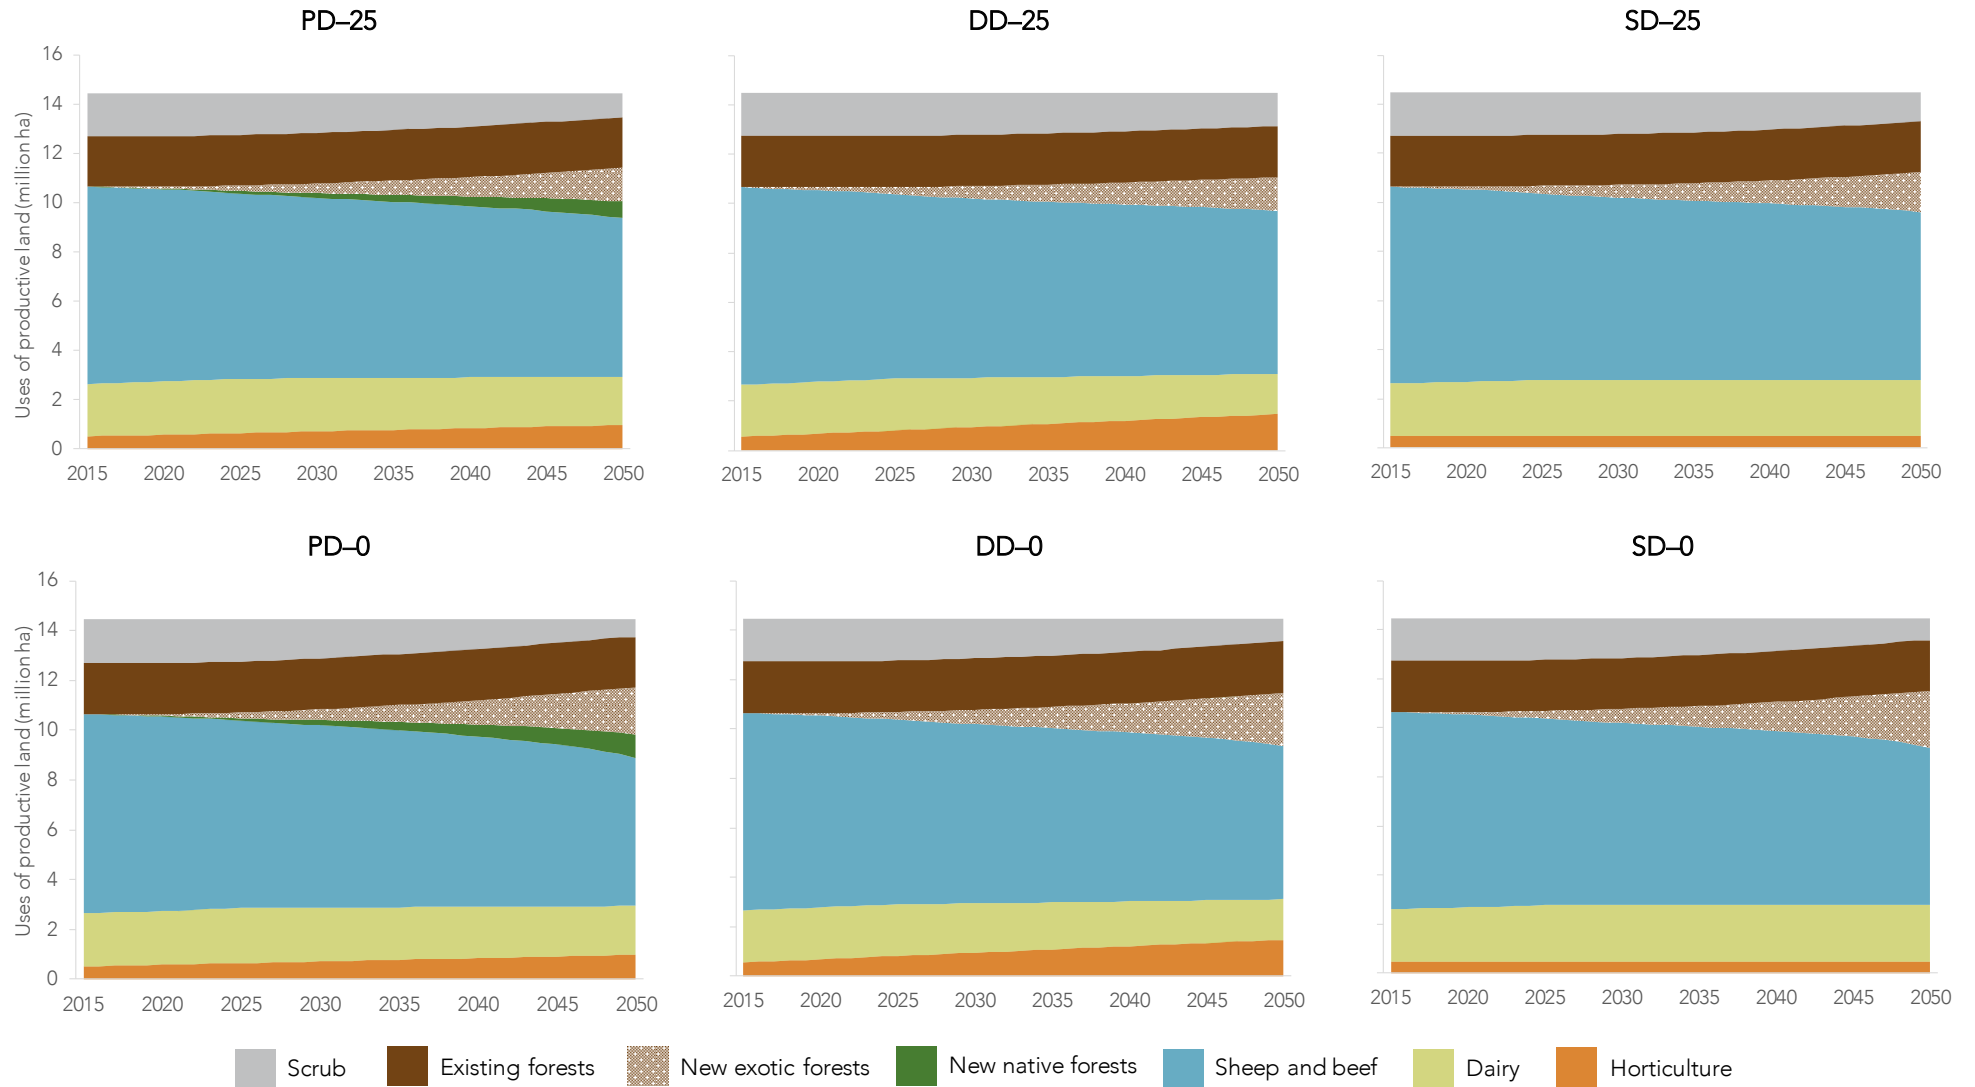 PD–25 DD–25 SD–25
Uses of productive land (million ha)
16
14
12
10
8
6
4
2
0
2015 2020 2025 2030 2035 2040 2045 2050
2015 2020 2025 2030 2035 2040 2045 2050
2015 2020 2025 2030 2035 2040 2045 2050
PD–0 DD–0 SD–0
Uses of productive land (million ha)
16
14
12
10
8
6
4
2
0
2015 2020 2025 2030 2035 2040 2045 2050
2015 2020 2025 2030 2035 2040 2045 2050
2015 2020 2025 2030 2035 2040 2045 2050
Scrub Existing forests New exotic forests New native forests Sheep and beef Dairy Horticulture